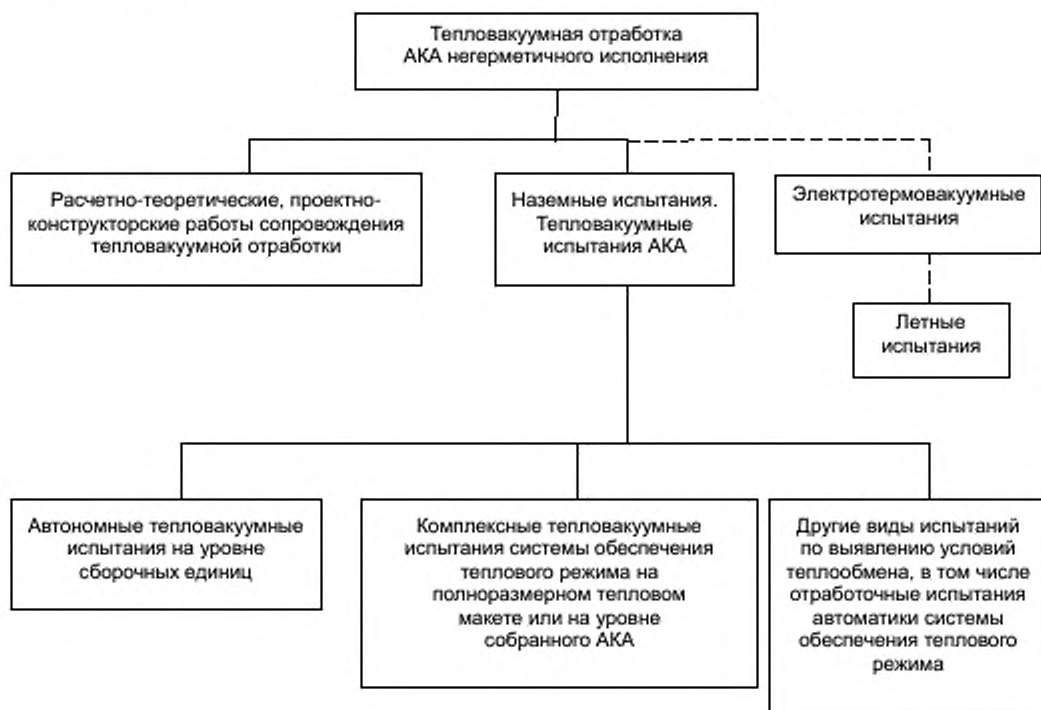 Тепловакуумная отработка
АКА негерметичного исполнения
Расчетно-теоретические, проектно-
конструкторские работы сопровождения
тепловакуумной отработки
Наземные испытания.
Тепловакуумные
испытания АКА
Электротермовакуумные
испытания
Летные
испытания
Автономные тепловакуумные
испытания на уровне
сборочных единиц
Комплексные тепловакуумные
испытания системы обеспечения
теплового режима на
полноразмерном тепловом
макете или на уровне
собранного АКА
Другие виды испытаний
по выявлению условий
теплообмена, в том числе
отработочные испытания
автоматики системы
обеспечения теплового
режима